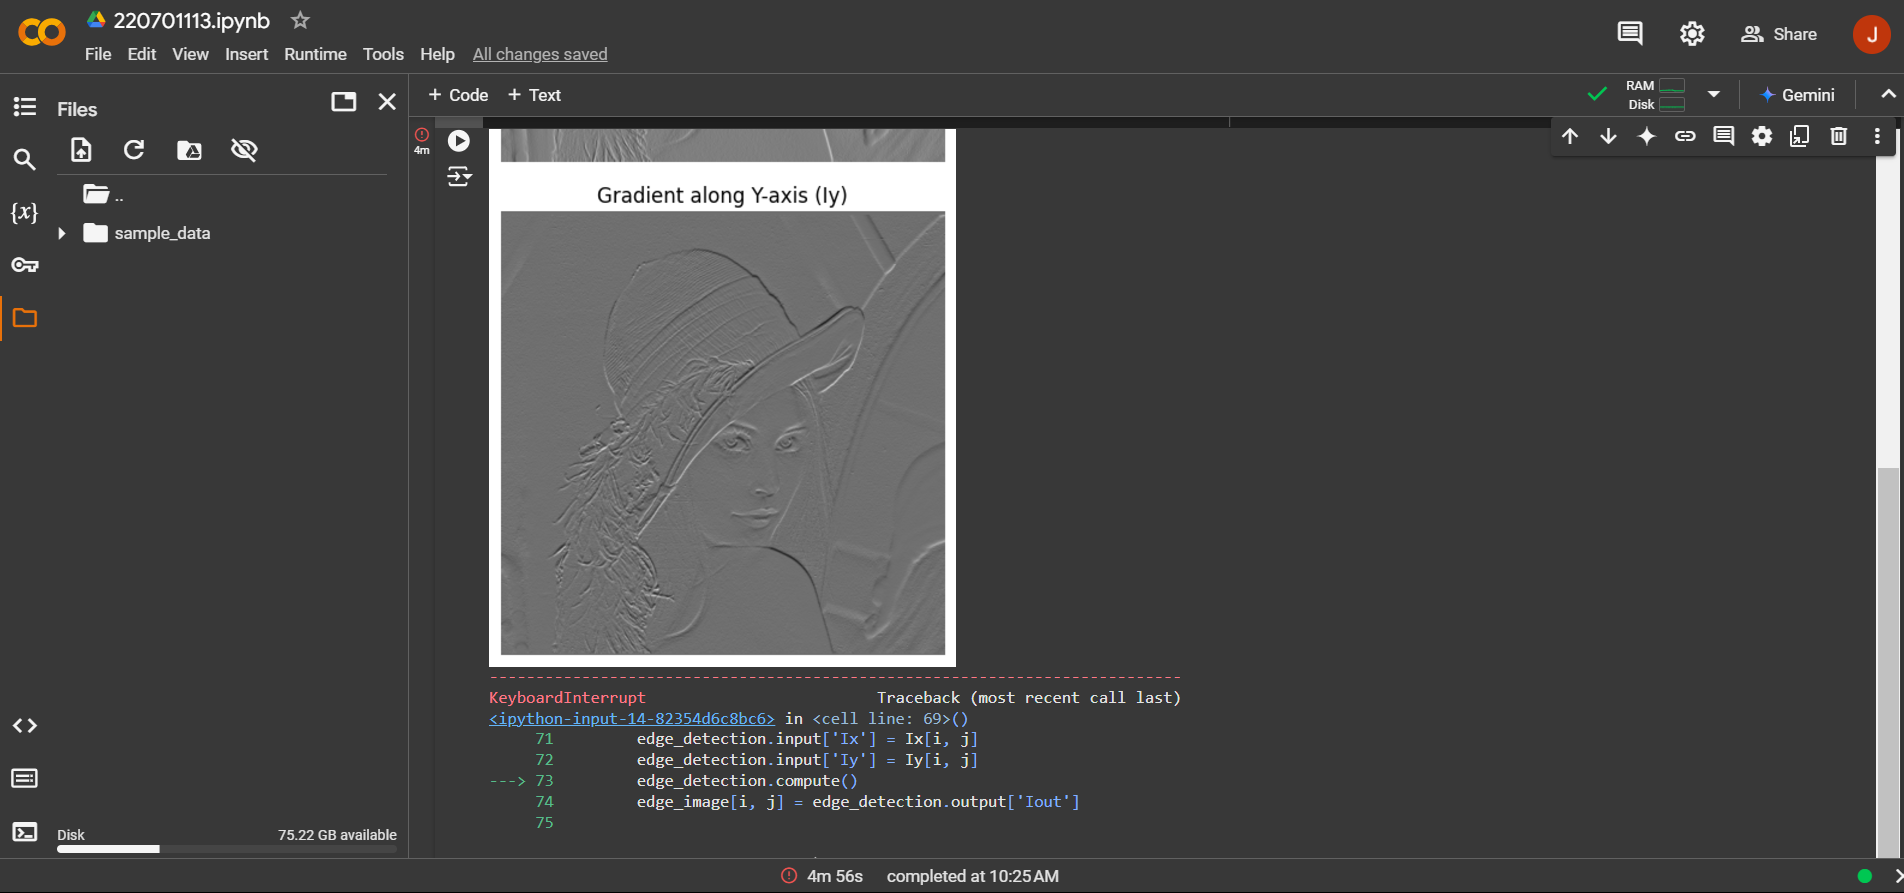 220701113.ipynb
File Edit View Insert Runtime Tools Help All changes saved
Share
J
Files
+ Code + Text
RAM
Disk
Gemini
4m
..
{x}
sample_data
Gradient along Y-axis (Iy)
---------------------------------------------------------------------------
KeyboardInterrupt Traceback (most recent call last)
<ipython-input-14-82354d6c8bc6> in <cell line: 69>()
71 edge_detection.input['Ix'] = Ix[i, j]
72 edge_detection.input['Iy'] = Iy[i, j]
---> 73 edge_detection.compute()
74 edge_image[i, j] = edge_detection.output['Iout']
75
Disk 75.22 GB available
4m 56s completed at 10:25 AM